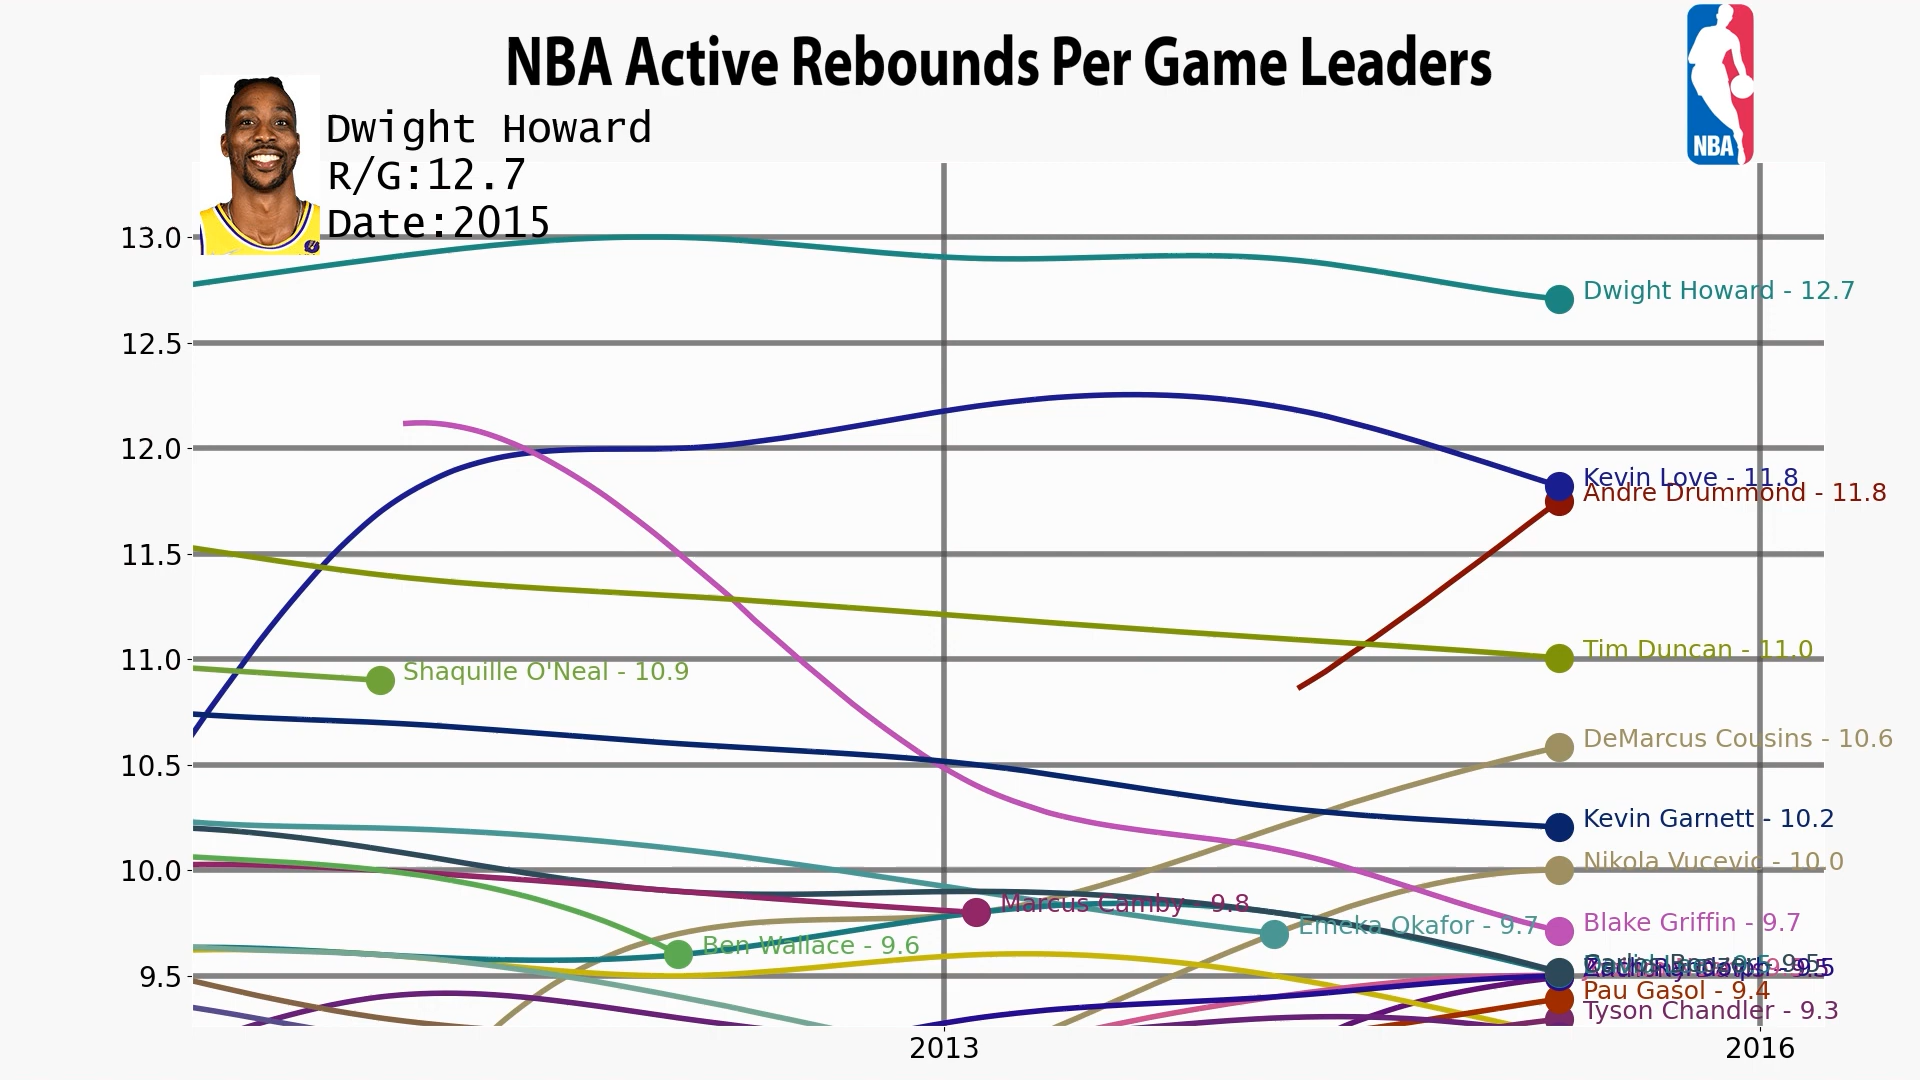 NBA Active Rebounds Per Game Leaders
NBA
Dwight Howard
R/G:12.7
Date:2015
13.0
Dwight Howard - 12.7
12.5
12.0
Kevin Love - 11.8
Andre Drummond - 11.8
11.5
Tim Duncan - 11.0
11.0
Shaquille O'Neal - 10.9
DeMarcus Cousins - 10.6
10.5
Kevin Garnett - 10.2
Nikola Vucevic - 10.0
10.0
Marcus Camby - 9.8
Emeka Okafor - 9.7
Blake Griffin - 9.7
Ben Wallace - 9.6
9.5
Pau Gasol - 9.4
Tyson Chandler - 9.3
2013
2016